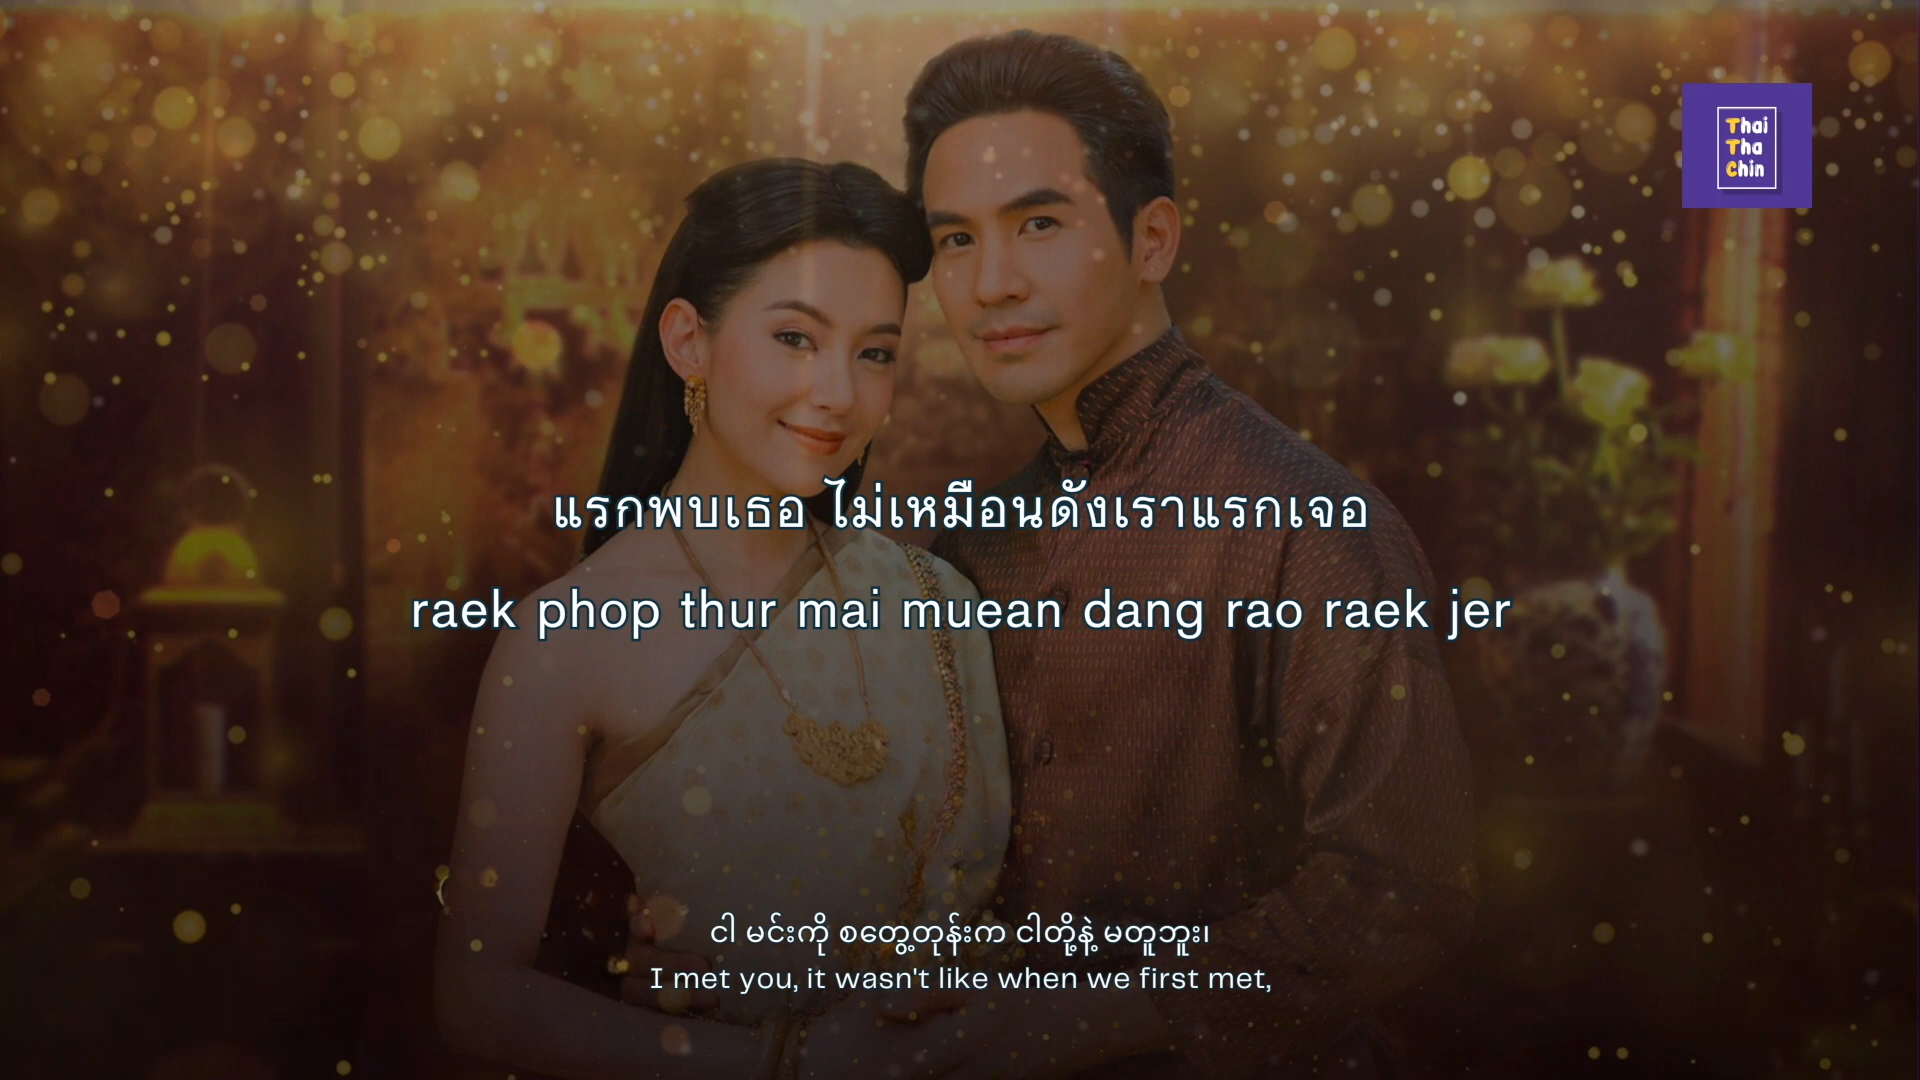 Thai
Tha
Chin
แรกพบเธอ ไม่เหมือนดังเราแรกเจอ
raek phop thur mai muean dang rao raek jer
ငါ မင်းကို စတွေ့တုန်းက ငါတို့နဲ့ မတူဘူး၊
I met you, it wasn't like when we first met,